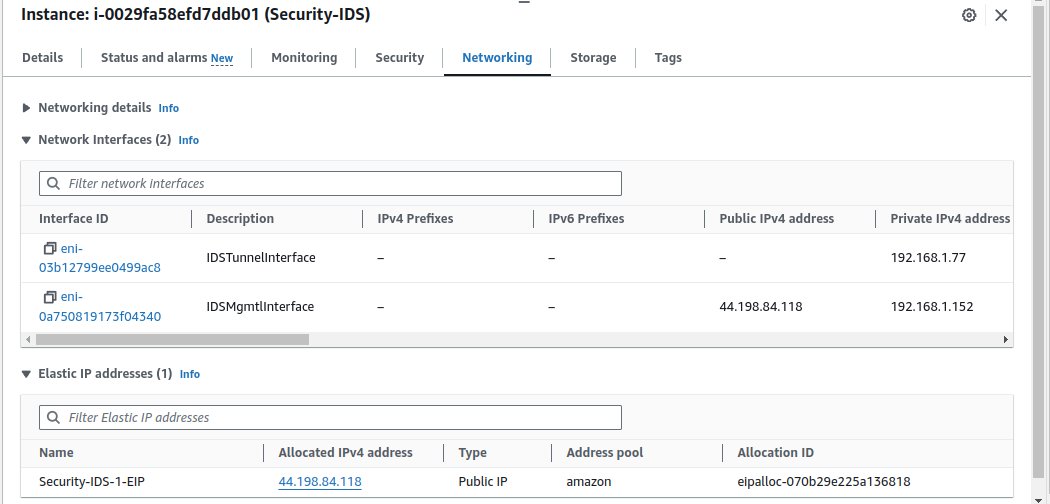 Instance: i-0029fa58efd7ddb01 (Security-IDS)
Details Status and alarms New Monitoring Security Networking Storage Tags
Networking details Info
Network Interfaces (2) Info
Filter network interfaces
Interface ID Description IPv4 Prefixes IPv6 Prefixes Public IPv4 address Private IPv4 address
eni-
03b12799ee0499ac8 IDSTunnelInterface – – – 192.168.1.77
eni-
0a750819173f04340 IDSMgmtlInterface – – 44.198.84.118 192.168.1.152
Elastic IP addresses (1) Info
Filter Elastic IP addresses
Name Allocated IPv4 address Type Address pool Allocation ID
Security-IDS-1-EIP 44.198.84.118 Public IP amazon eipalloc-070b29e225a136818